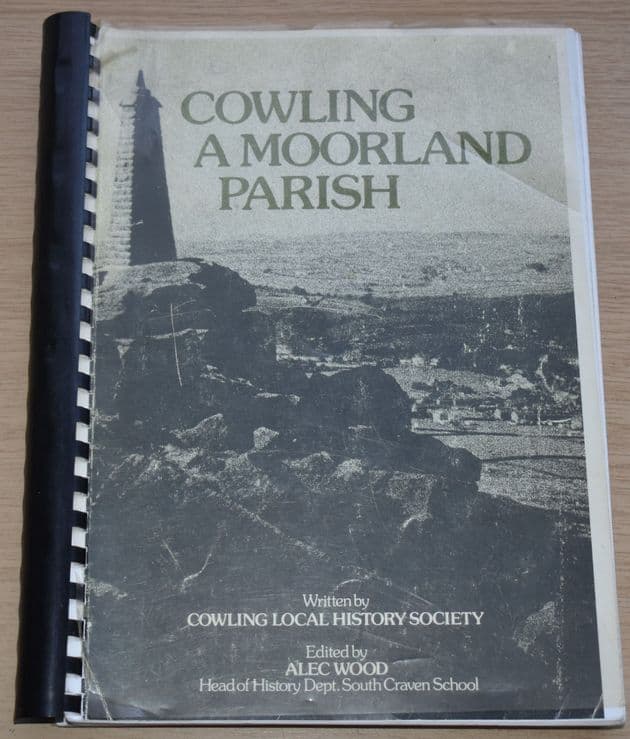 COWLING
A MOORLAND
PARISH
Written by
COWLING LOCAL HISTORY SOCIETY
Edited by
ALEC WOOD
Head of History Dept. South Craven School